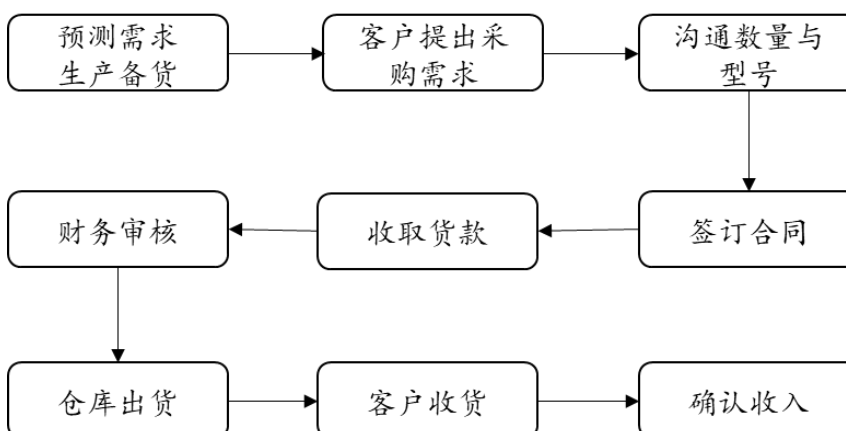 预测需求
生产备货
客户提出采
购需求
沟通数量与
型号
签订合同
收取货款
财务审核
仓库出货
客户收货
确认收入